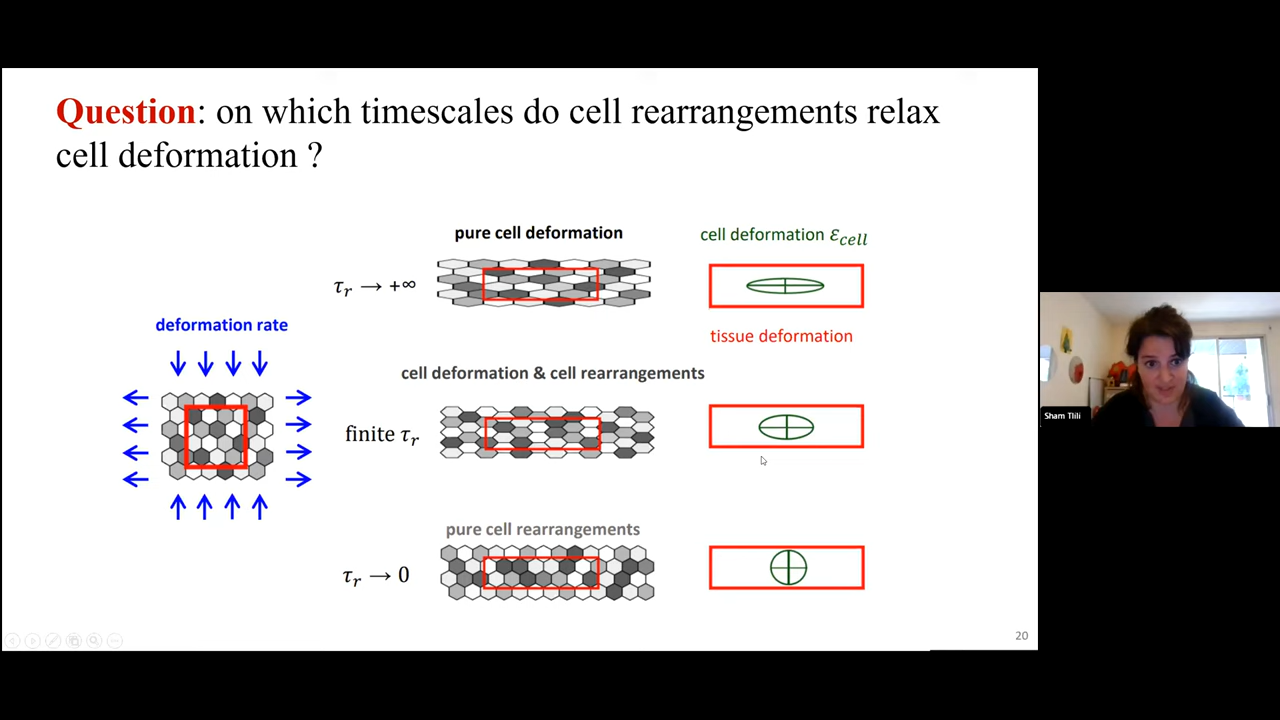 Question: on which timescales do cell rearrangements relax
cell deformation ?
pure cell deformation
cell deformation ε_cell
τ_r → +∞
deformation rate
tissue deformation
cell deformation & cell rearrangements
finite τ_r
pure cell rearrangements
τ_r → 0
20
Sham Tlili